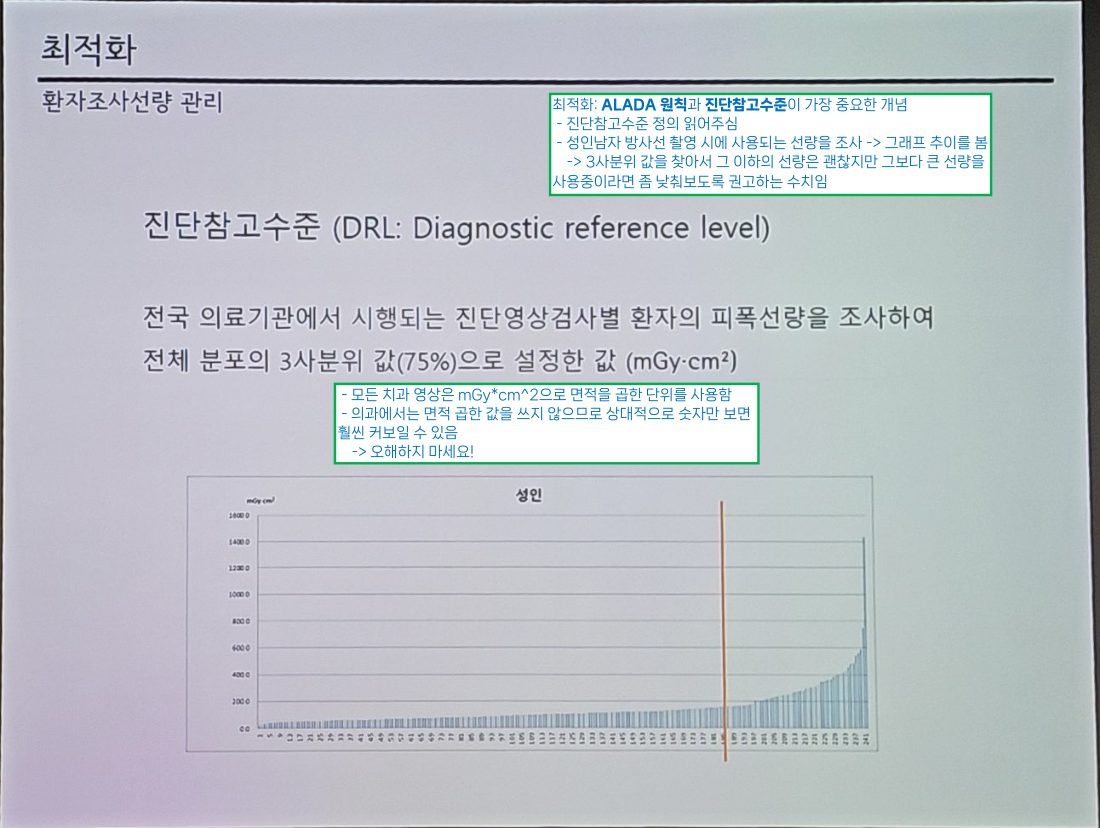 최적화
환자조사선량 관리
최적화: ALADA 원칙과 진단참고수준이 가장 중요한 개념
- 진단참고수준 정의 읽어주심
- 성인남자 방사선 촬영 시에 사용되는 선량을 조사 -> 그래프 추이를 봄
-> 3사분위 값을 찾아서 그 이하의 선량은 괜찮지만 그보다 큰 선량을
사용중이라면 좀 낮춰보도록 권고하는 수치임
진단참고수준 (DRL: Diagnostic reference level)
전국 의료기관에서 시행되는 진단영상검사별 환자의 피폭선량을 조사하여
전체 분포의 3사분위 값(75%)으로 설정한 값 (mGy·cm²)
- 모든 치과 영상은 mGy*cm^2으로 면적을 곱한 단위를 사용함
- 의과에서는 면적 곱한 값을 쓰지 않으므로 상대적으로 숫자만 보면
훨씬 커보일 수 있음
-> 오해하지 마세요!
성인
mGy·cm²
1600.0
1400.0
1200.0
1000.0
800.0
600.0
400.0
200.0
0.0